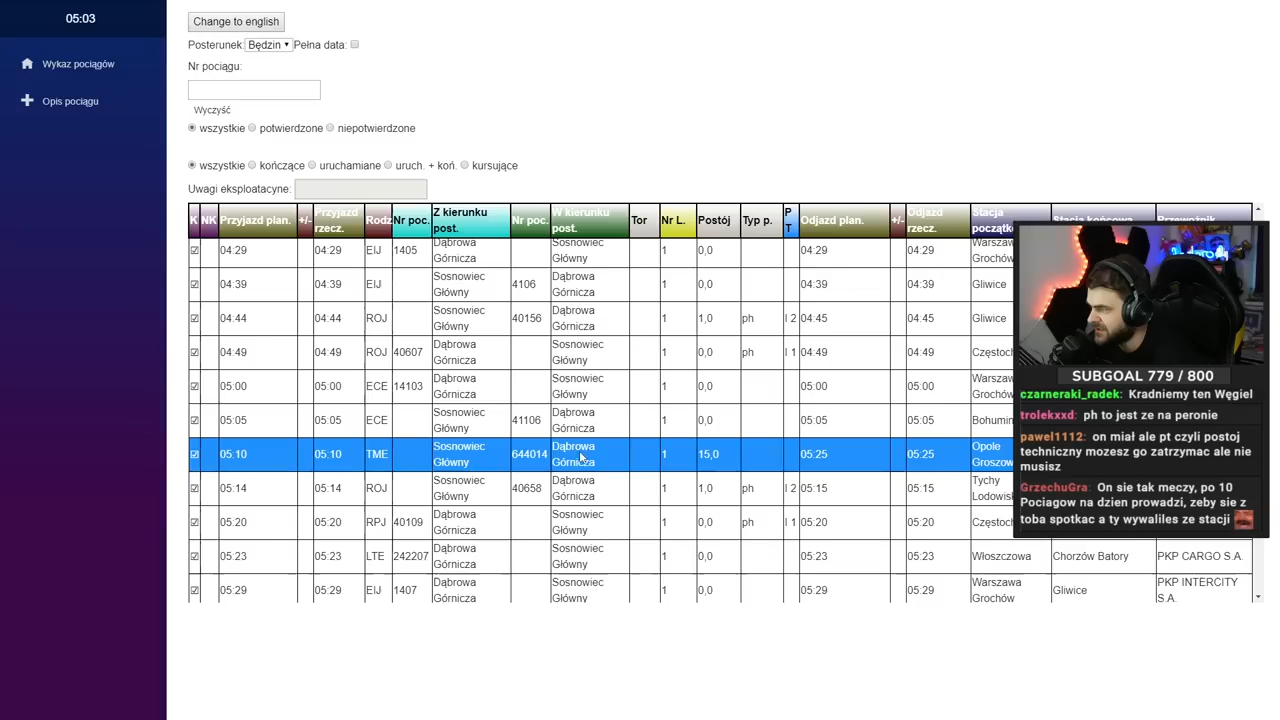 05:03
Wykaz pociągów
Opis pociągu
Change to english
Posterunek: Będzin ▾ Pełna data:
Nr pociągu:
Wyczyść
wszystkie potwierdzone niepotwierdzone
wszystkie kończące uruchamiane uruch. + koń. kursujące
Uwagi eksploatacyjne:
K NK Przyjazd plan. +/- Przyjazd rzecz. Rodz Nr poc. Z kierunku post. Nr poc. W kierunku post. Tor Nr L. Postój Typ p. P T Odjazd plan. +/- Odjazd rzecz. Stacja początk Stacja końcowa Przewoźnik
04:29 04:29 EIJ 1405 Dąbrowa Górnicza Sosnowiec Główny 1 0,0 04:29 04:29 Warszawa Grochów
04:39 04:39 EIJ Sosnowiec Główny 4106 Dąbrowa Górnicza 1 0,0 04:39 04:39 Gliwice
04:44 04:44 ROJ Sosnowiec Główny 40156 Dąbrowa Górnicza 1 1,0 ph I 2 04:45 04:45 Gliwice
04:49 04:49 ROJ 40607 Dąbrowa Górnicza Sosnowiec Główny 1 0,0 ph I 1 04:49 04:49 Częstoch
05:00 05:00 ECE 14103 Dąbrowa Górnicza Sosnowiec Główny 1 0,0 05:00 05:00 Warszaw Grochów
05:05 05:05 ECE Sosnowiec Główny 41106 Dąbrowa Górnicza 1 0,0 05:05 05:05 Bohumin
05:10 05:10 TME Sosnowiec Główny 644014 Dąbrowa Górnicza 1 15,0 05:25 05:25 Opole Groszow
05:14 05:14 ROJ Sosnowiec Główny 40658 Dąbrowa Górnicza 1 1,0 ph I 2 05:15 05:15 Tychy Lodowisk
05:20 05:20 RPJ 40109 Dąbrowa Górnicza Sosnowiec Główny 1 0,0 ph I 1 05:20 05:20 Częstoch
05:23 05:23 LTE 242207 Dąbrowa Górnicza Sosnowiec Główny 1 0,0 05:23 05:23 Włoszczowa Chorzów Batory PKP CARGO S.A.
05:29 05:29 EIJ 1407 Dąbrowa Górnicza Sosnowiec Główny 1 0,0 05:29 05:29 Warszawa Grochów Gliwice PKP INTERCITY S.A.
SUBGOAL 779 / 800
czarneraki_radek: Kradniemy ten Węgiel
trolekxxd: ph to jest ze na peronie
pawel1112: on miał ale pt czyli postoj
techniczny mozesz go zatrzymac ale nie
musisz
GrzechuGra: On sie tak meczy, po 10
Pociagow na dzien prowadzi, zeby sie z
toba spotkac a ty wywaliles ze stacji